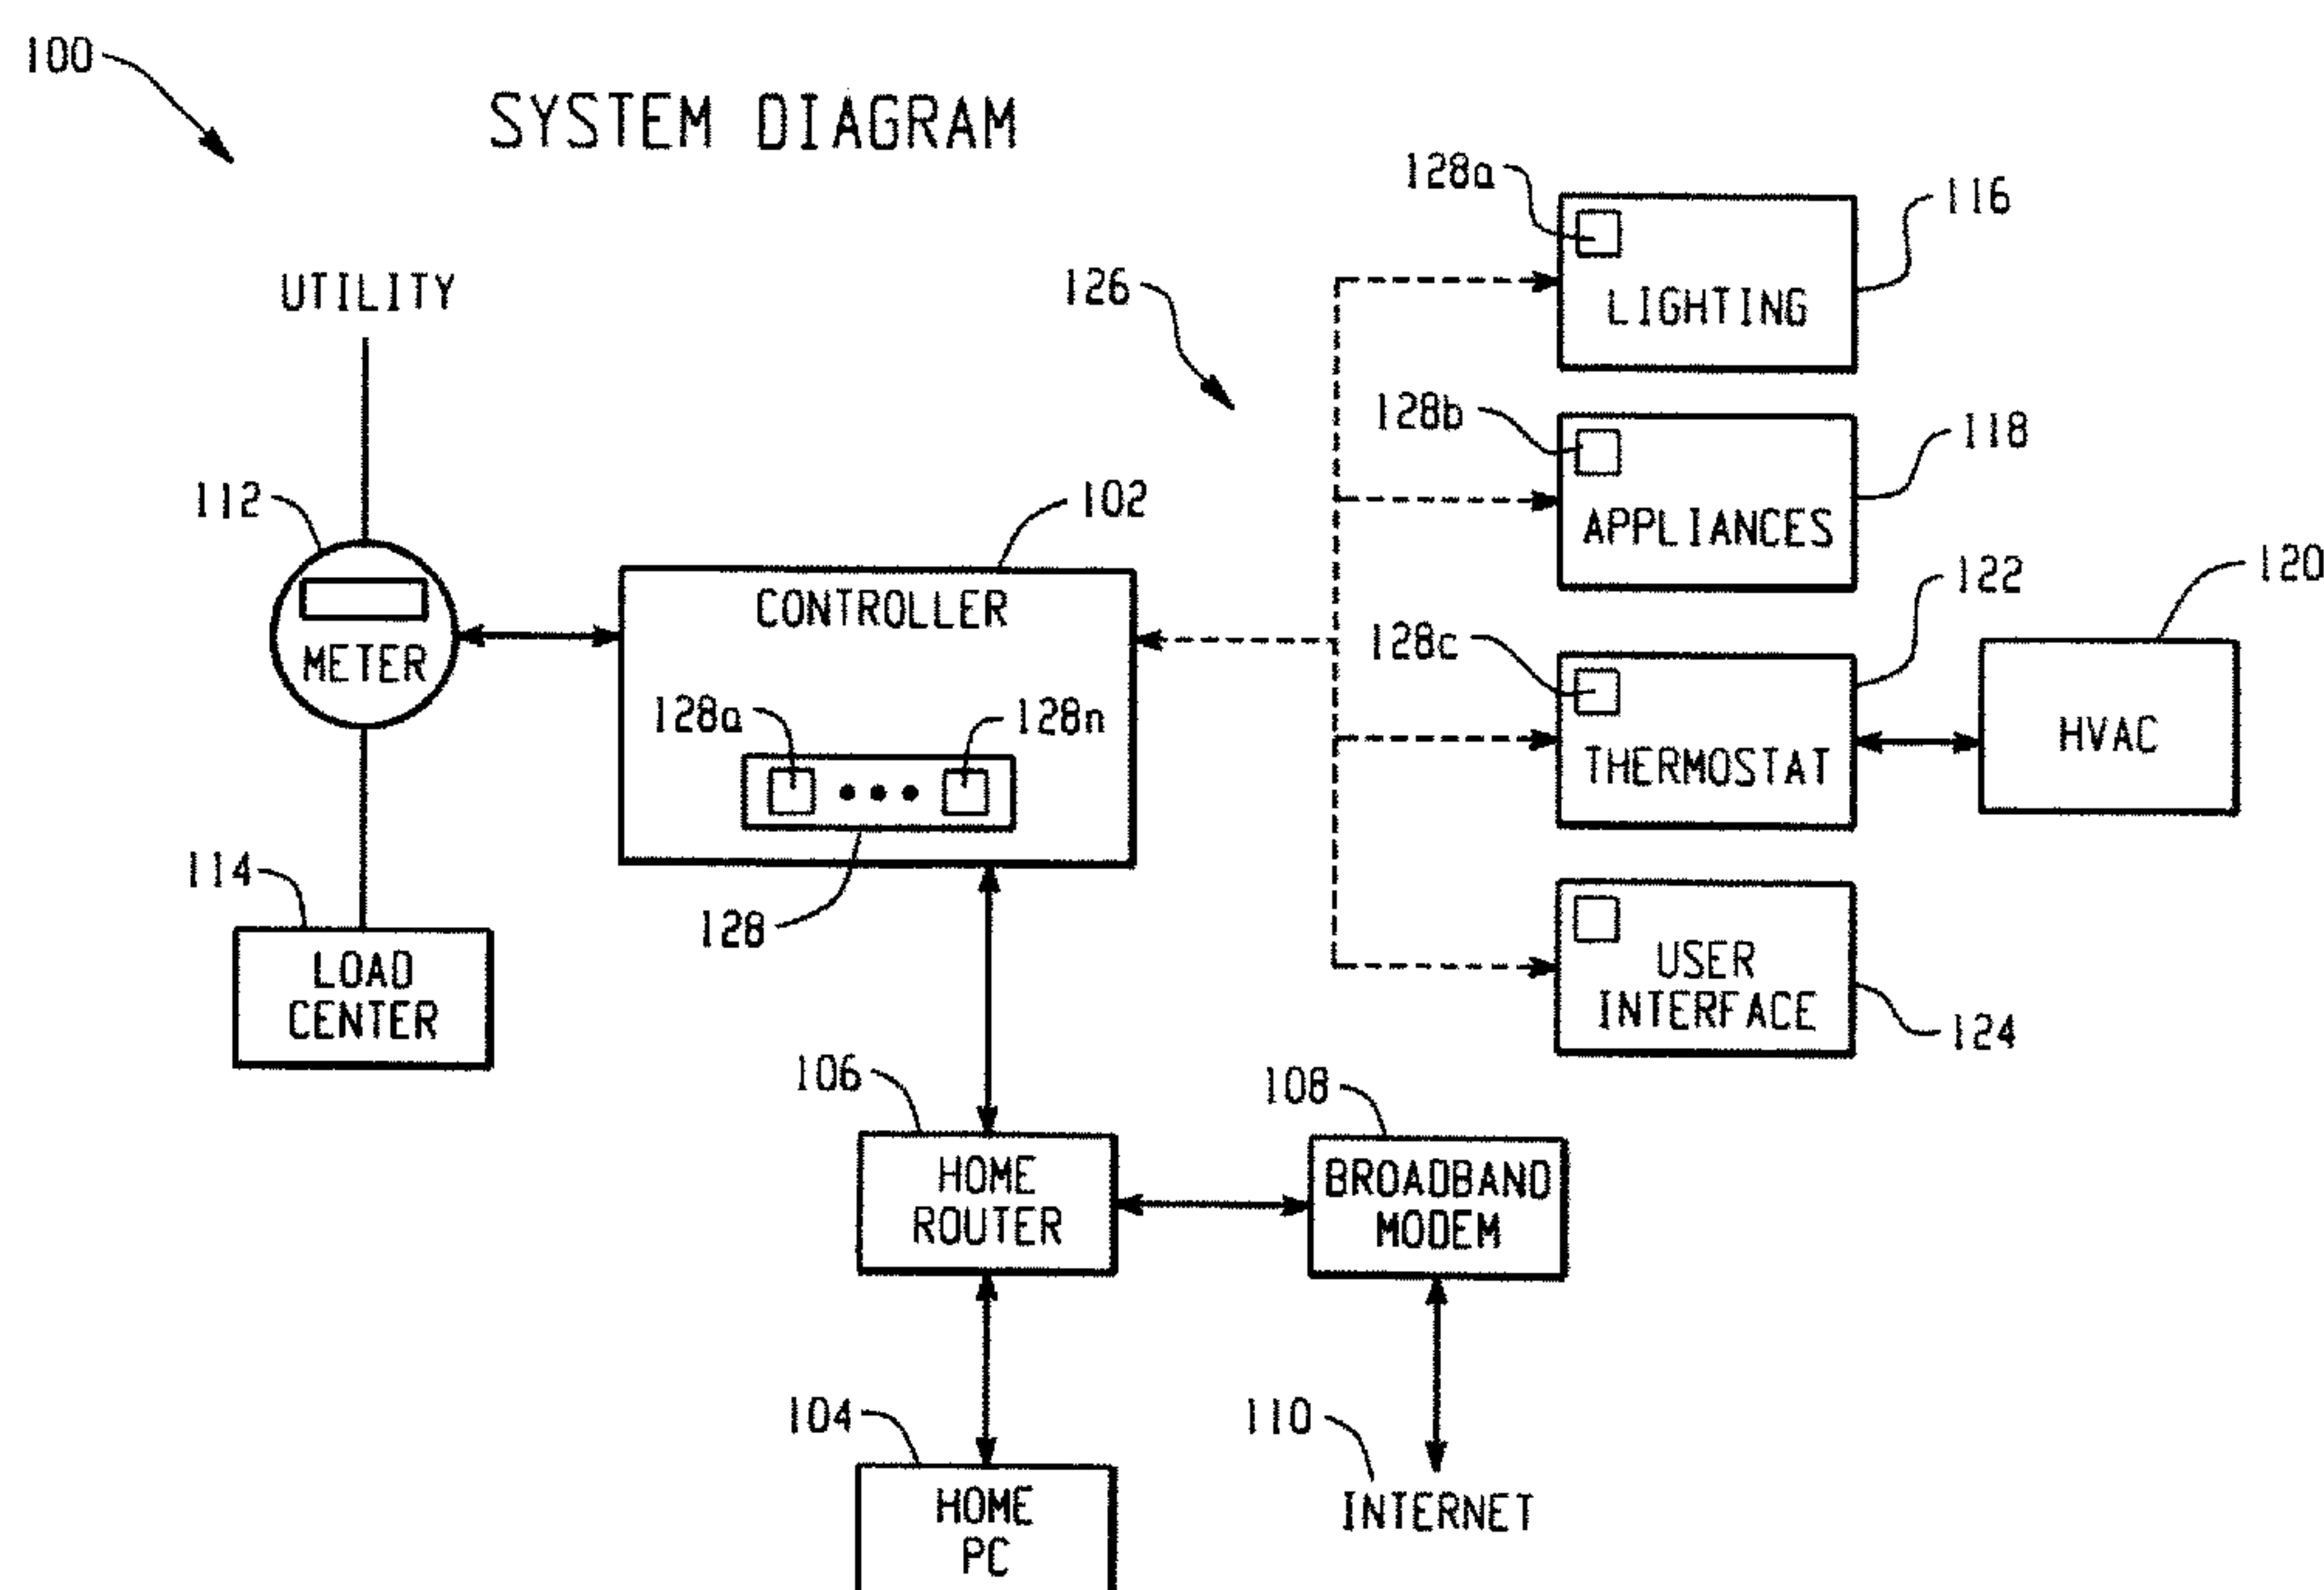 100
SYSTEM DIAGRAM
128a
116
UTILITY
126
LIGHTING
128b
118
112
102
APPLIANCES
122
120
CONTROLLER
METER
128c
128a
128n
THERMOSTAT
HVAC
114
128
LOAD
CENTER
USER
INTERFACE
124
106
108
HOME
ROUTER
BROADBAND
MODEM
104
110
HOME
PC
INTERNET